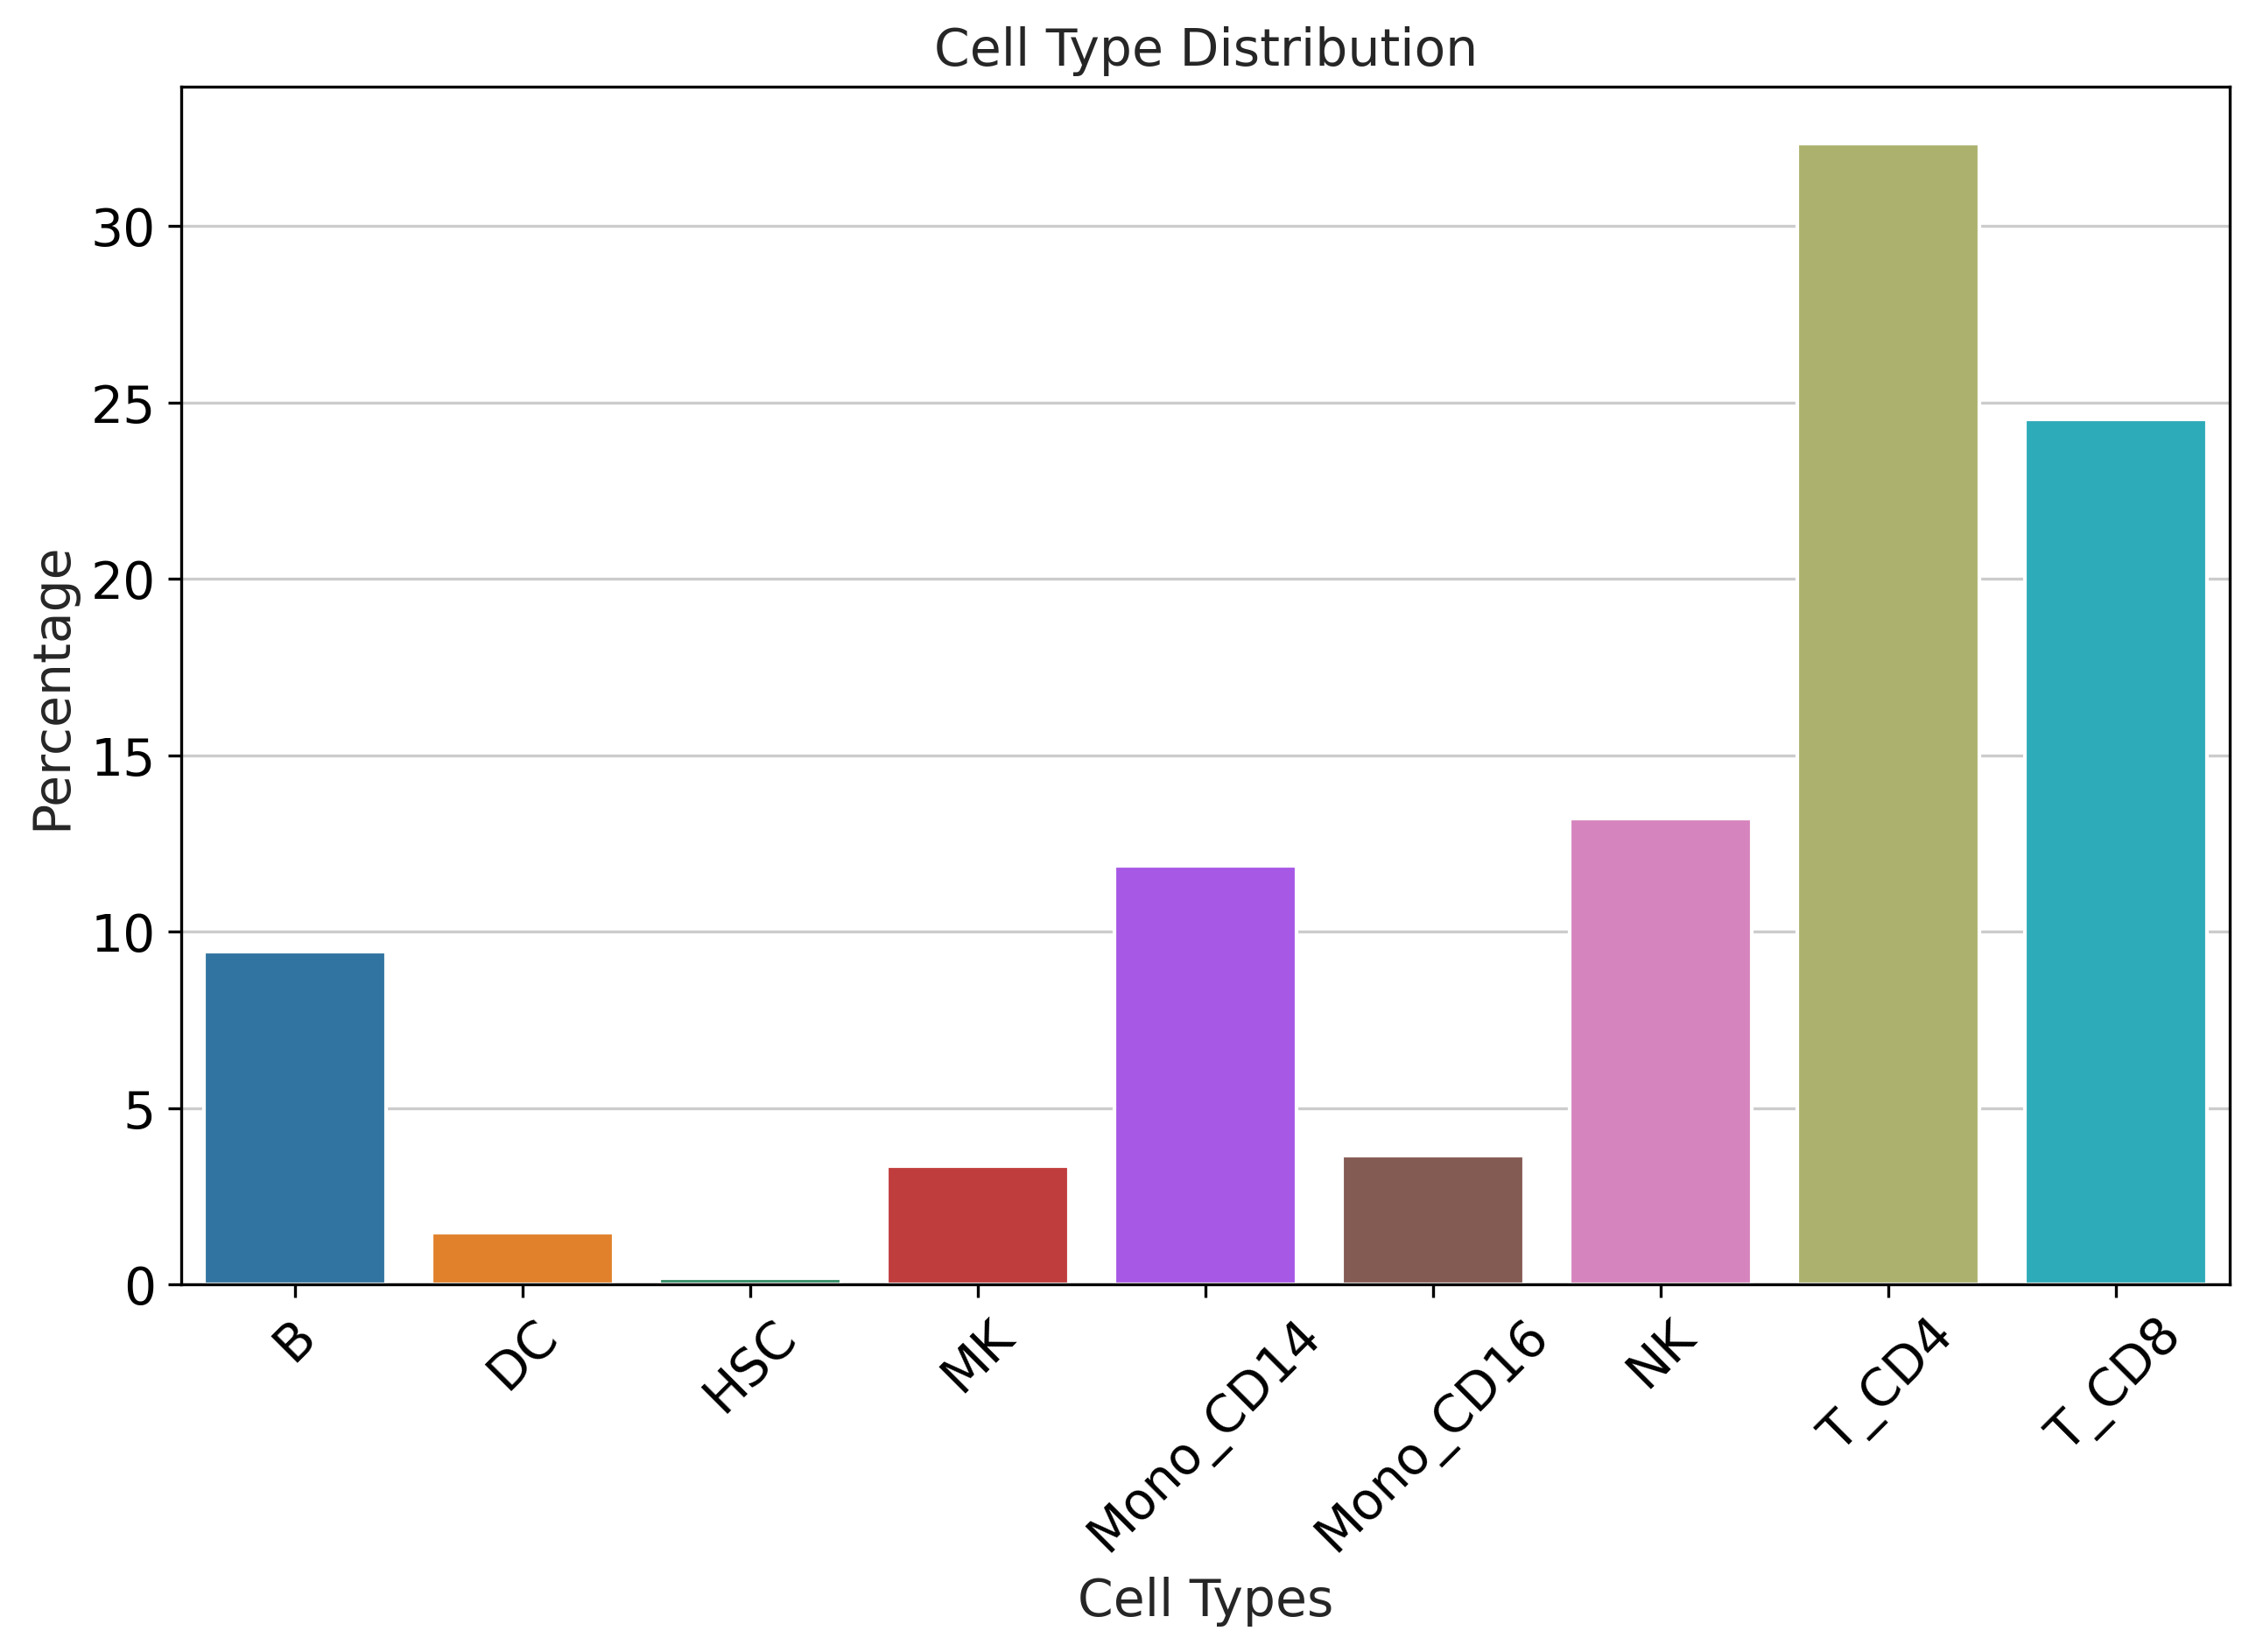 Cell Type Distribution
Percentage
30
25
20
15
10
5
0
B
DC
HSC
MK
Mono_CD14
Mono_CD16
NK
T_CD4
T_CD8
Cell Types